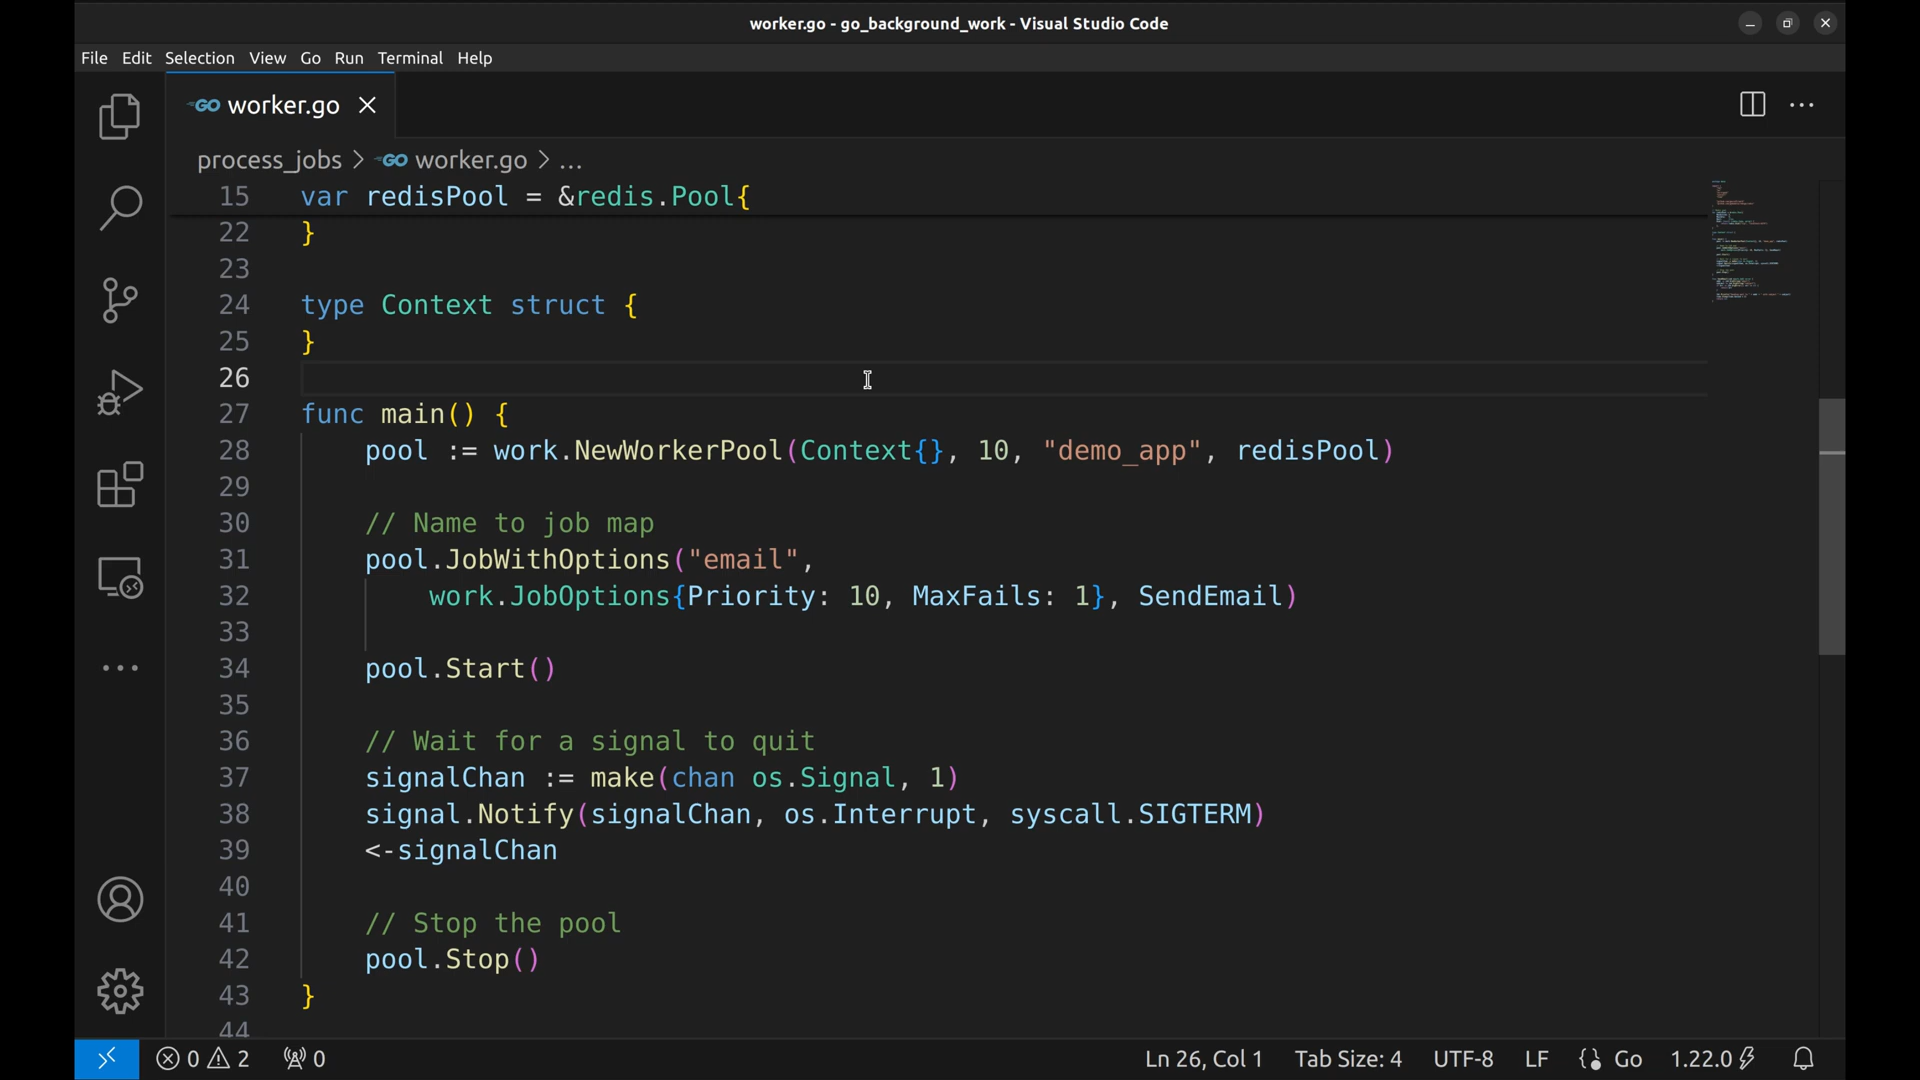 worker.go - go_background_work - Visual Studio Code
File Edit Selection View Go Run Terminal Help
GO worker.go
process_jobs > GO worker.go > ...
15 var redisPool = &redis.Pool{
22 }
23
24 type Context struct {
25 }
26
27 func main() {
28     pool := work.NewWorkerPool(Context{}, 10, "demo_app", redisPool)
29
30     // Name to job map
31     pool.JobWithOptions("email",
32         work.JobOptions{Priority: 10, MaxFails: 1}, SendEmail)
33
34     pool.Start()
35
36     // Wait for a signal to quit
37     signalChan := make(chan os.Signal, 1)
38     signal.Notify(signalChan, os.Interrupt, syscall.SIGTERM)
39     <-signalChan
40
41     // Stop the pool
42     pool.Stop()
43 }
44
0 2 0 Ln 26, Col 1 Tab Size: 4 UTF-8 LF Go 1.22.0